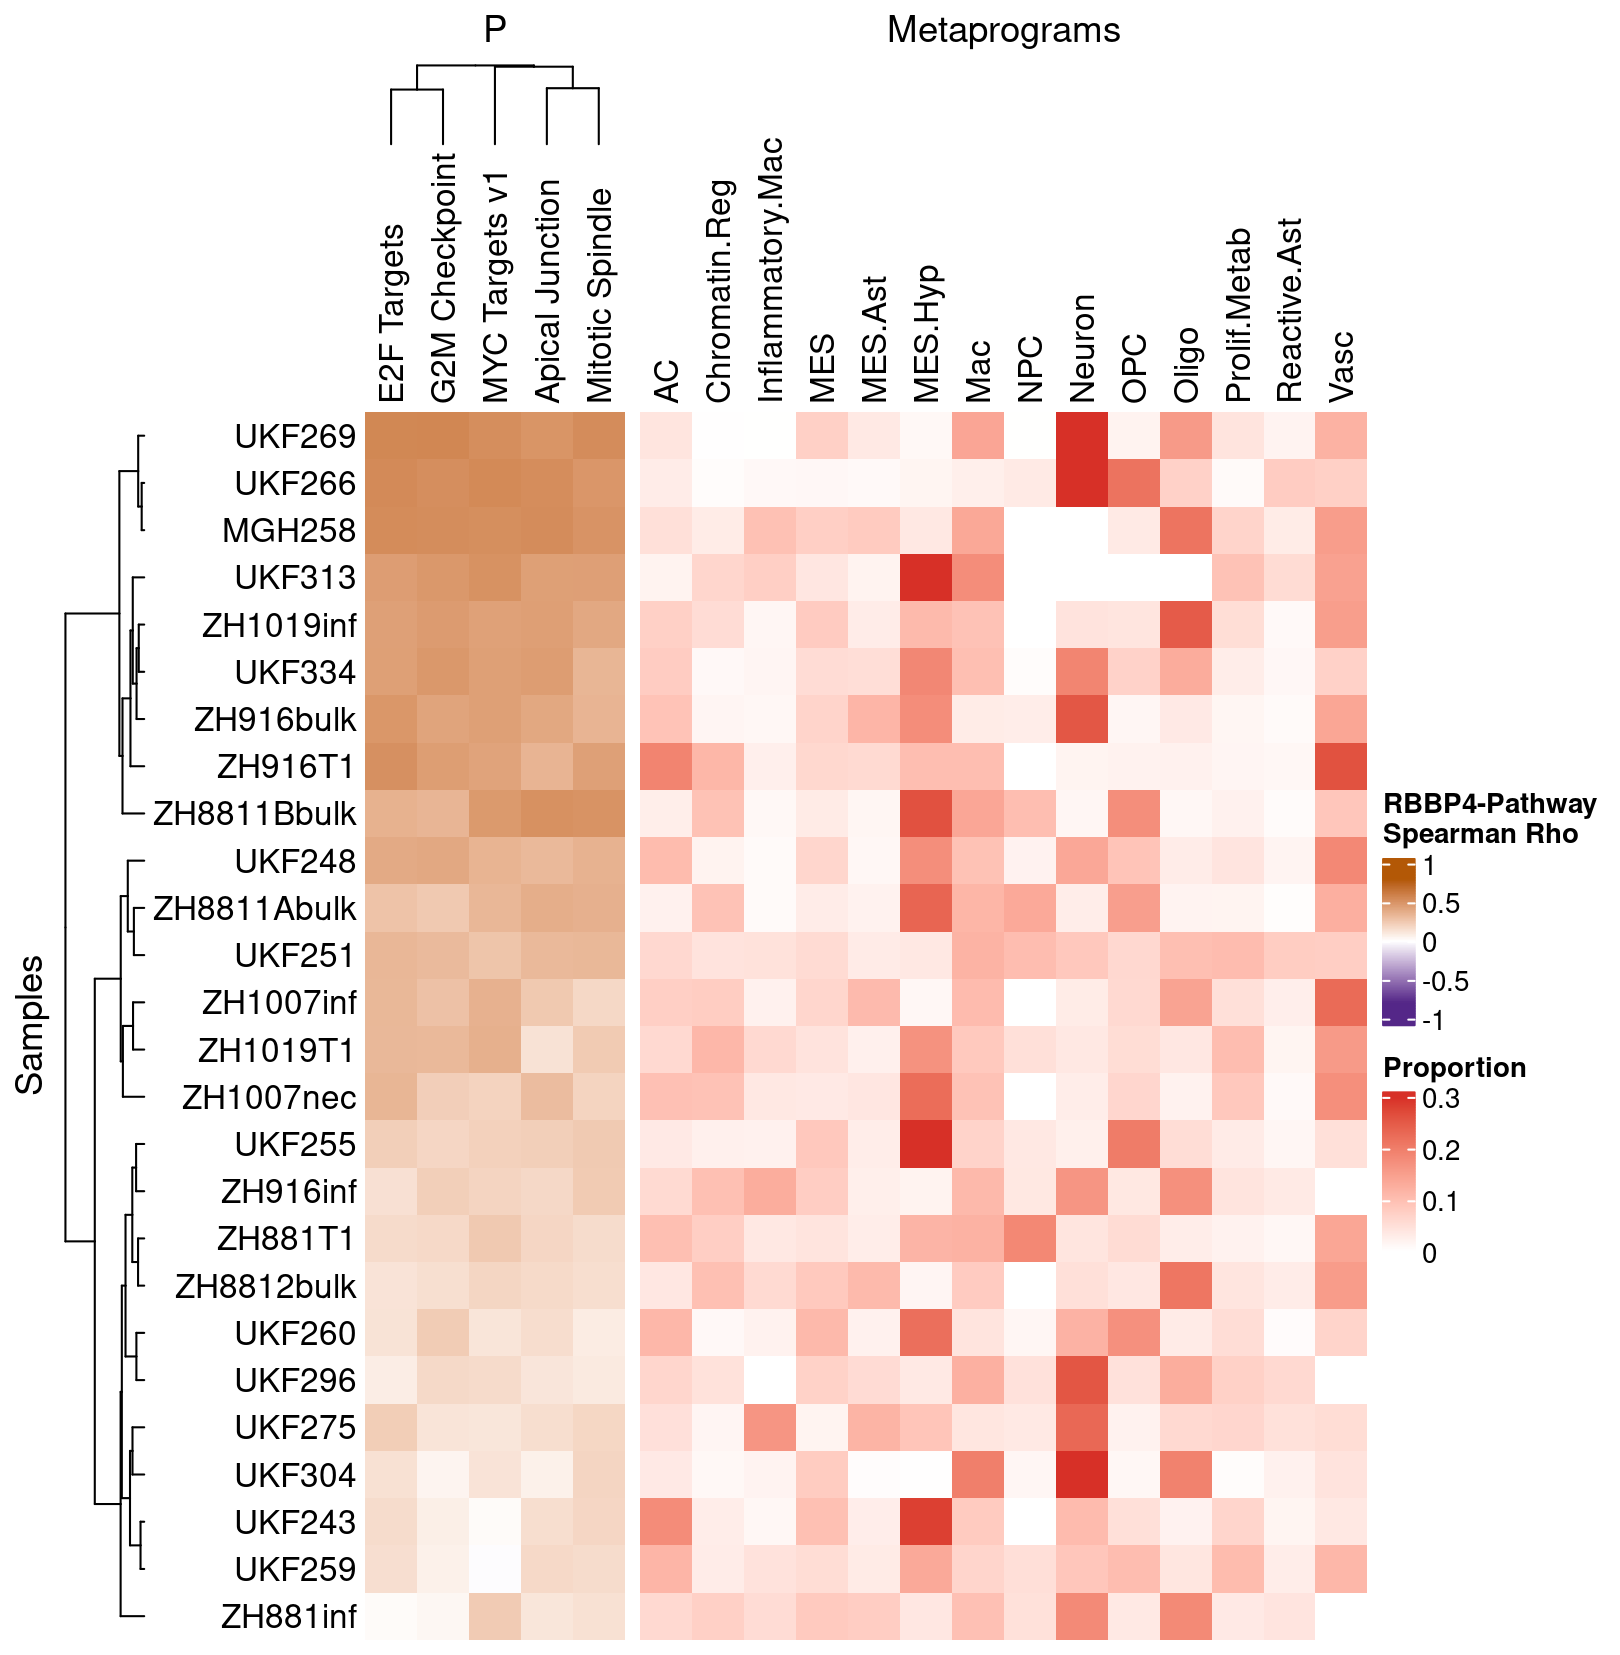 P
Metaprograms
E2F Targets
G2M Checkpoint
MYC Targets v1
Apical Junction
Mitotic Spindle
AC
Chromatin.Reg
Inflammatory.Mac
MES
MES.Ast
MES.Hyp
Mac
NPC
Neuron
OPC
Oligo
Prolif.Metab
Reactive.Ast
Vasc
Samples
UKF269
UKF266
MGH258
UKF313
ZH1019inf
UKF334
ZH916bulk
ZH916T1
ZH8811Bbulk
UKF248
ZH8811Abulk
UKF251
ZH1007inf
ZH1019T1
ZH1007nec
UKF255
ZH916inf
ZH881T1
ZH8812bulk
UKF260
UKF296
UKF275
UKF304
UKF243
UKF259
ZH881inf
RBBP4-Pathway
Spearman Rho
1
0.5
0
-0.5
-1
Proportion
0.3
0.2
0.1
0